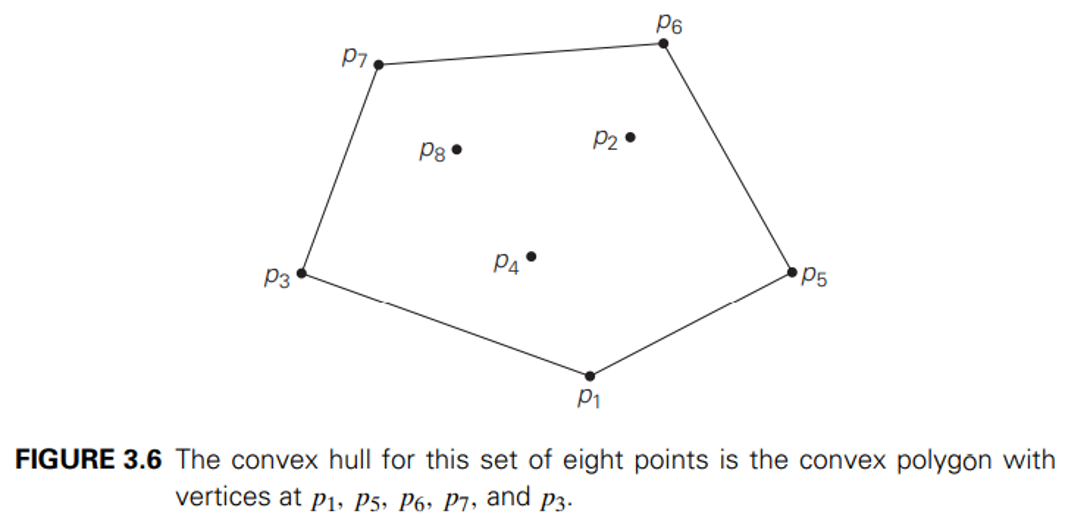 p6
p7
p2
p8
p4
p3
p5
p1
FIGURE 3.6 The convex hull for this set of eight points is the convex polygon with
vertices at p1, p5, p6, p7, and p3.